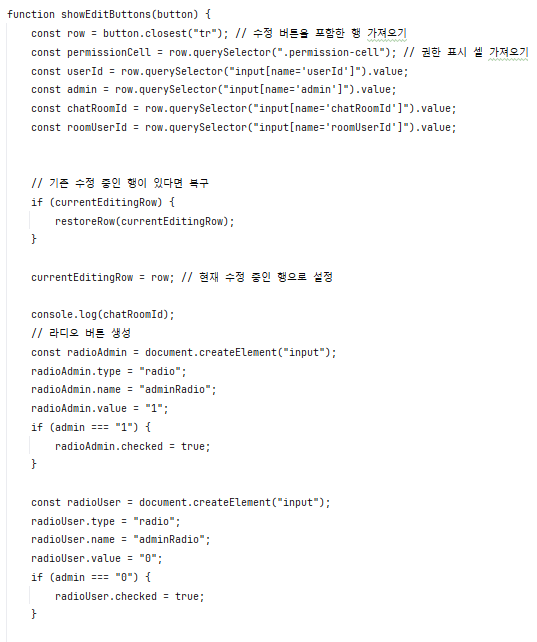 function showEditButtons(button) {
    const row = button.closest("tr"); // 수정 버튼을 포함한 행 가져오기
    const permissionCell = row.querySelector(".permission-cell"); // 권한 표시 셀 가져오기
    const userId = row.querySelector("input[name='userId']").value;
    const admin = row.querySelector("input[name='admin']").value;
    const chatRoomId = row.querySelector("input[name='chatRoomId']").value;
    const roomUserId = row.querySelector("input[name='roomUserId']").value;
    // 기존 수정 중인 행이 있다면 복구
    if (currentEditingRow) {
        restoreRow(currentEditingRow);
    }
    currentEditingRow = row; // 현재 수정 중인 행으로 설정
    console.log(chatRoomId);
    // 라디오 버튼 생성
    const radioAdmin = document.createElement("input");
    radioAdmin.type = "radio";
    radioAdmin.name = "adminRadio";
    radioAdmin.value = "1";
    if (admin === "1") {
        radioAdmin.checked = true;
    }
    const radioUser = document.createElement("input");
    radioUser.type = "radio";
    radioUser.name = "adminRadio";
    radioUser.value = "0";
    if (admin === "0") {
        radioUser.checked = true;
    }